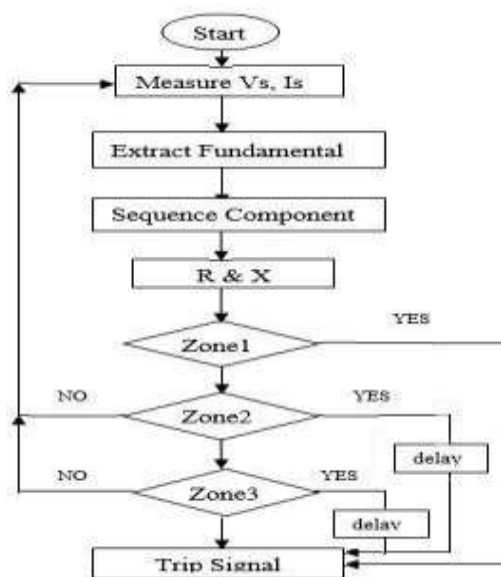 Start
Measure Vs, Is
Extract Fundamental
Sequence Component
R & X
YES
Zone1
NO
YES
Zone2
delay
NO
YES
Zone3
delay
Trip Signal